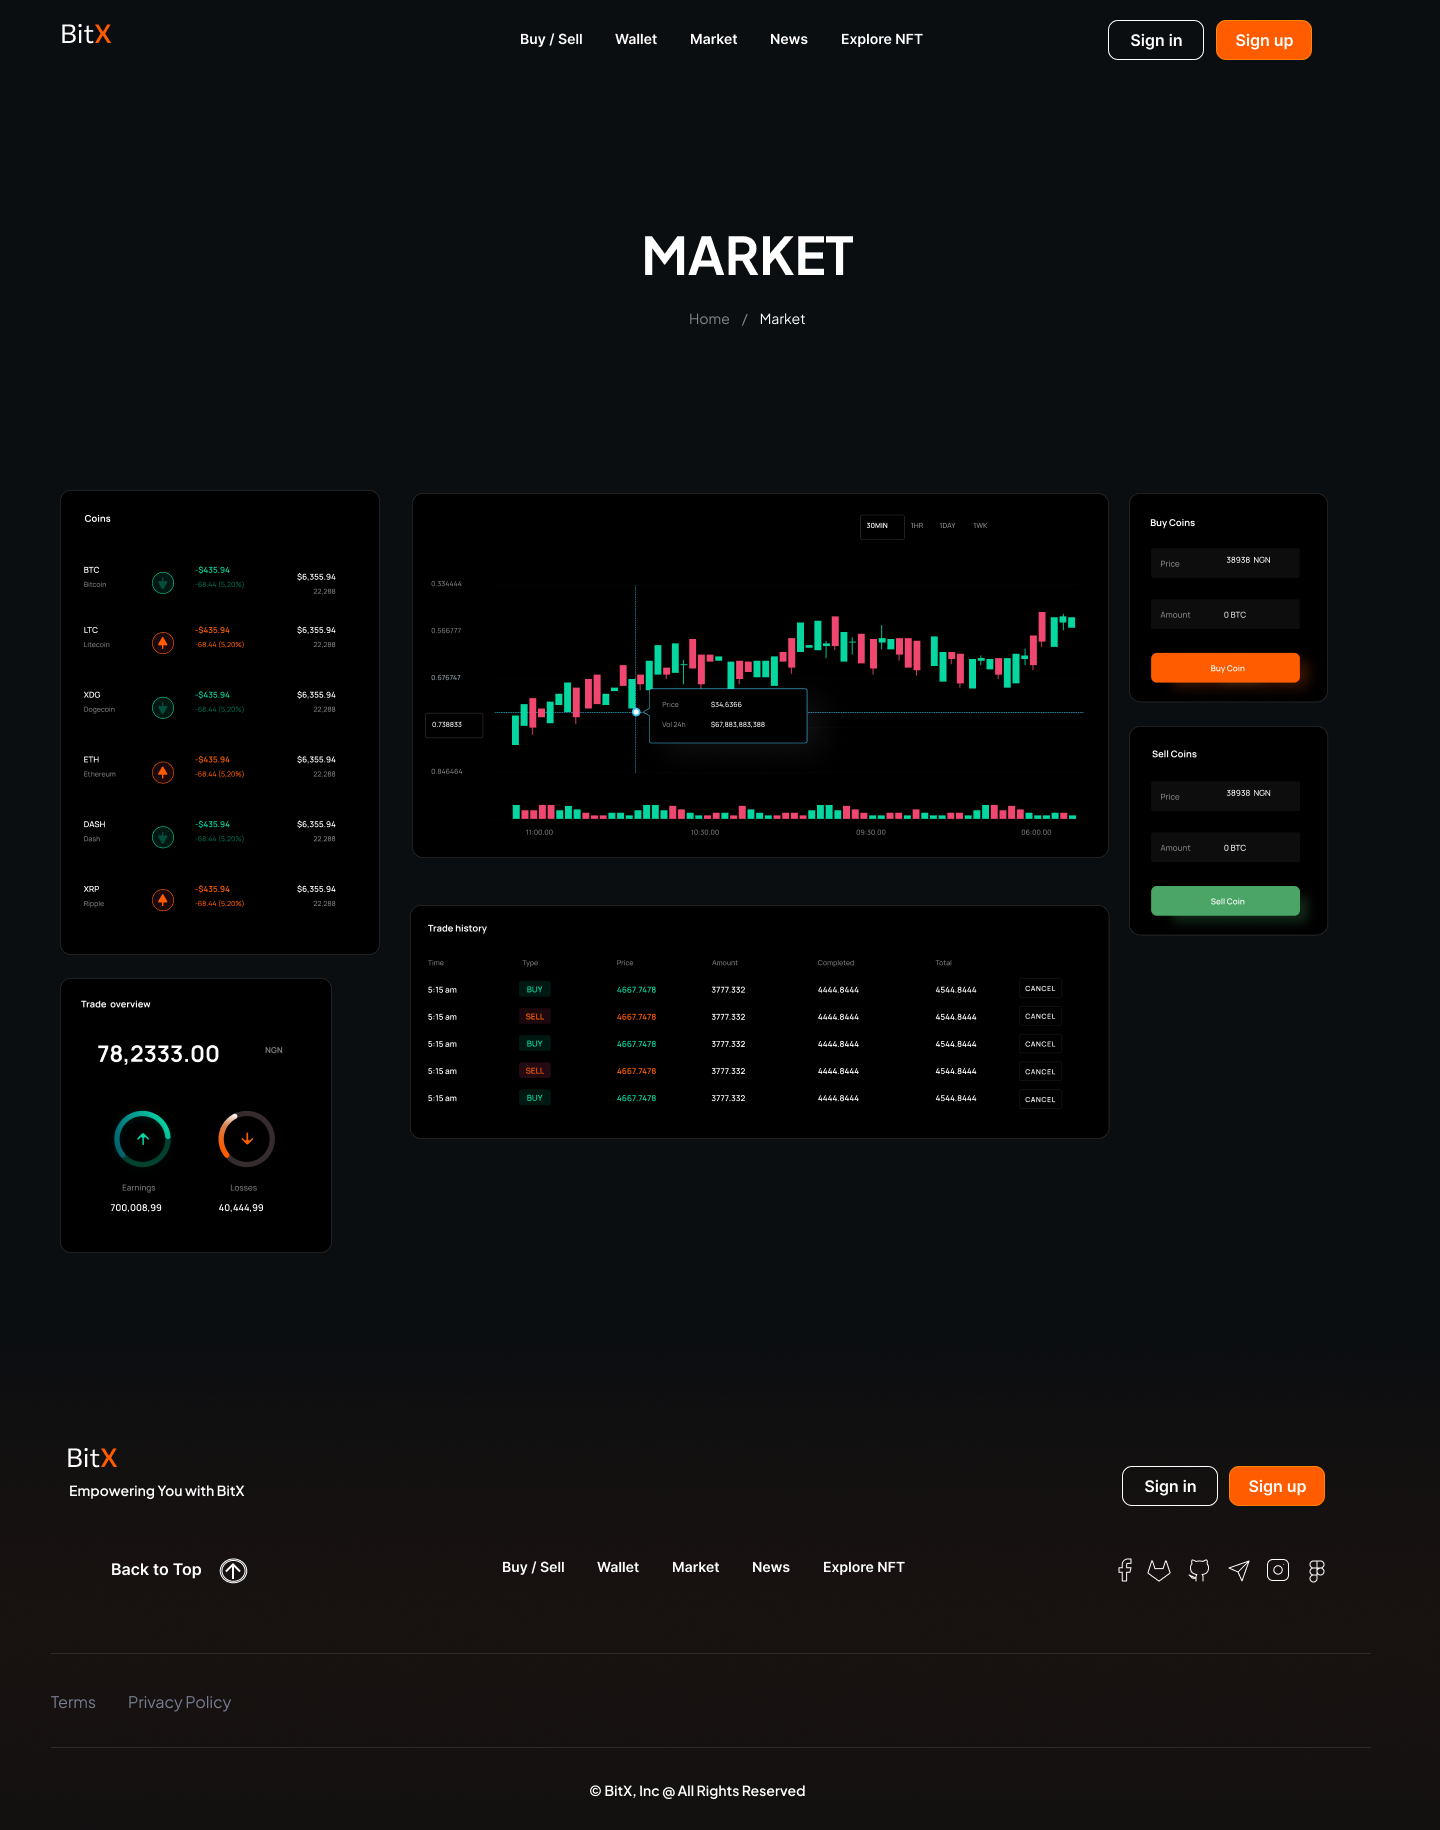 BitX
Buy / Sell Wallet Market News Explore NFT
Sign in Sign up
MARKET
Home / Market
Coins
BTC -$435.94 $6,355.94
Bitcoin -68.44 (5,20%) 22,288
LTC -$435.94 $6,355.94
Litecoin -68.44 (5,20%) 22,288
XDG -$435.94 $6,355.94
Dogecoin -68.44 (5,20%) 22,288
ETH -$435.94 $6,355.94
Ethereum -68.44 (5,20%) 22,288
DASH -$435.94 $6,355.94
Dash -68.44 (5,20%) 22,288
XRP -$435.94 $6,355.94
Ripple -68.44 (5,20%) 22,288
30MIN 1HR 1DAY 1WK
0.334444
0.566777
0.676747
0.738833
0.846464
Price $34,6366
Vol 24h $67,883,883,388
11:00.00 10:30.00 09:30.00 06:00.00
Buy Coins
Price 38938 NGN
Amount 0 BTC
Buy Coin
Sell Coins
Price 38938 NGN
Amount 0 BTC
Sell Coin
Trade overview
78,2333.00 NGN
Earnings Losses
700,008,99 40,444,99
Trade history
Time Type Price Amount Completed Total
5:15 am BUY 4667.7478 3777.332 4444.8444 4544.8444 CANCEL
5:15 am SELL 4667.7478 3777.332 4444.8444 4544.8444 CANCEL
5:15 am BUY 4667.7478 3777.332 4444.8444 4544.8444 CANCEL
5:15 am SELL 4667.7478 3777.332 4444.8444 4544.8444 CANCEL
5:15 am BUY 4667.7478 3777.332 4444.8444 4544.8444 CANCEL
BitX
Empowering You with BitX
Sign in Sign up
Back to Top
Buy / Sell Wallet Market News Explore NFT
Terms Privacy Policy
© BitX, Inc @ All Rights Reserved